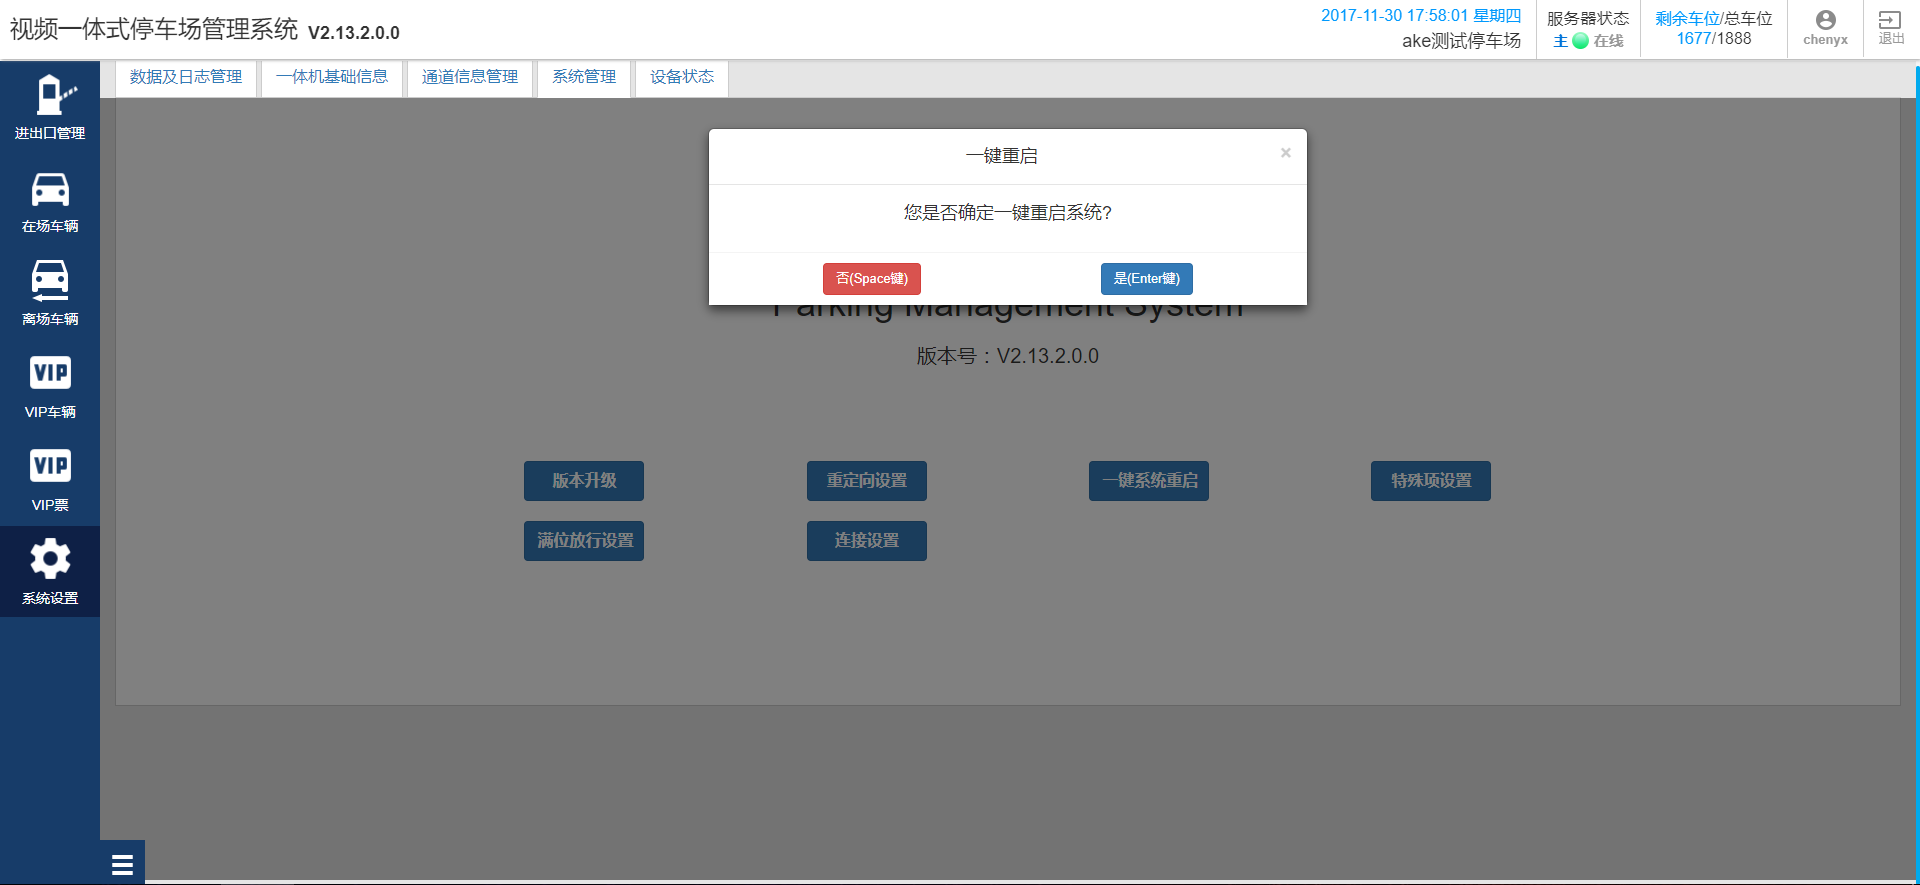 视频一体式停车场管理系统 V2.13.2.0.0
2017-11-30 17:58:01 星期四
ake测试停车场
服务器状态
主 在线
剩余车位/总车位
1677/1888
chenyx
退出
数据及日志管理
一体机基础信息
通道信息管理
系统管理
设备状态
进出口管理
在场车辆
离场车辆
VIP
VIP车辆
VIP
VIP票
系统设置
一键重启
×
您是否确定一键重启系统?
否(Space键)
是(Enter键)
Parking Management System
版本号：V2.13.2.0.0
版本升级
重定向设置
一键系统重启
特殊项设置
满位放行设置
连接设置